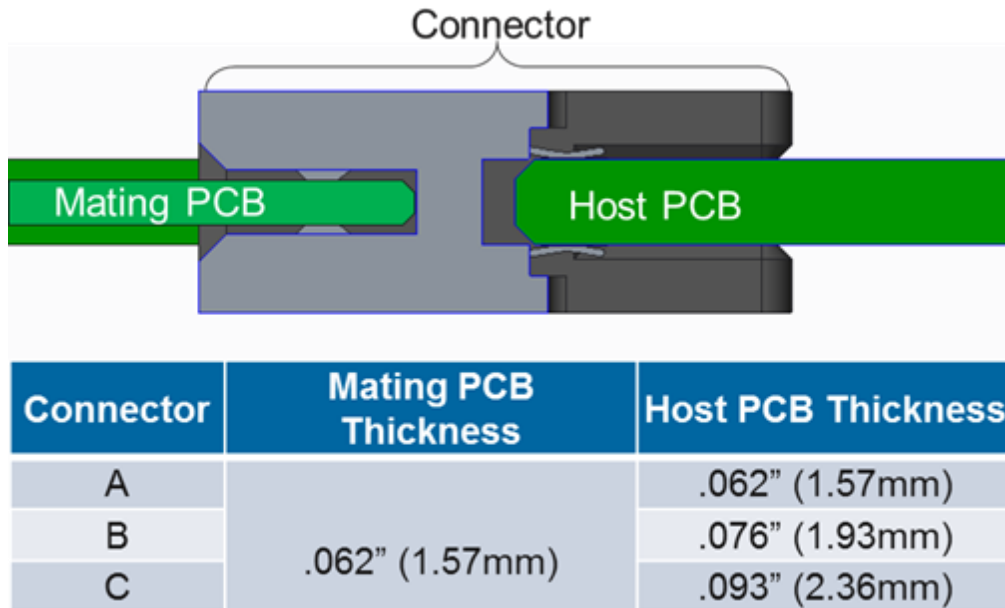 Connector
Mating PCB
Host PCB
Connector
Mating PCB
Thickness
Host PCB Thickness
A
.062” (1.57mm)
.062” (1.57mm)
B
.076” (1.93mm)
C
.093” (2.36mm)